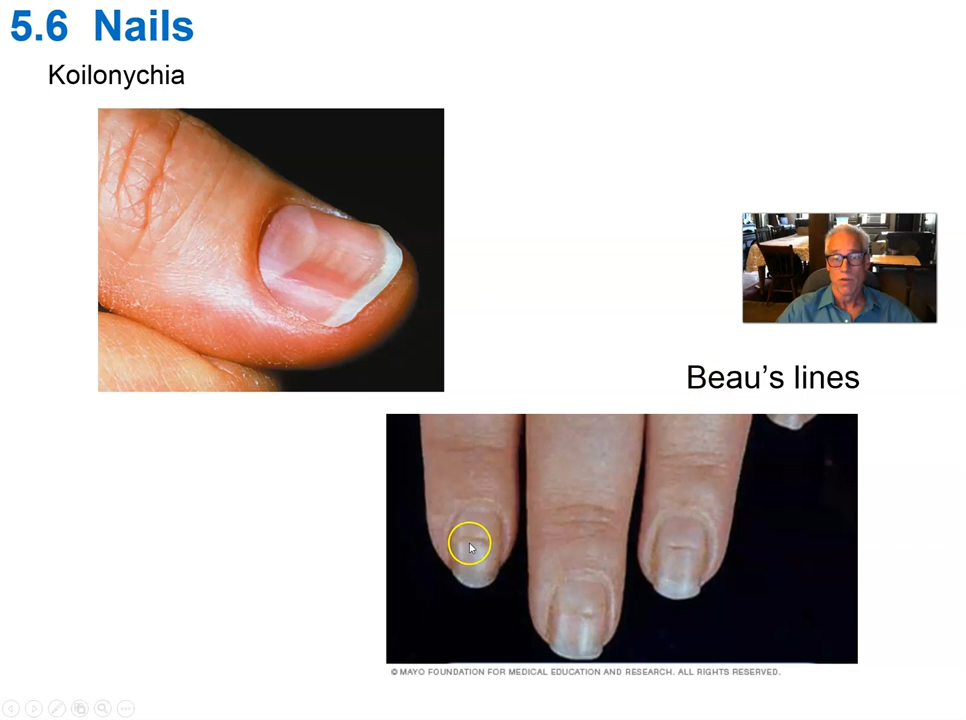 5.6 Nails
Koilonychia
Beau’s lines
© MAYO FOUNDATION FOR MEDICAL EDUCATION AND RESEARCH. ALL RIGHTS RESERVED.